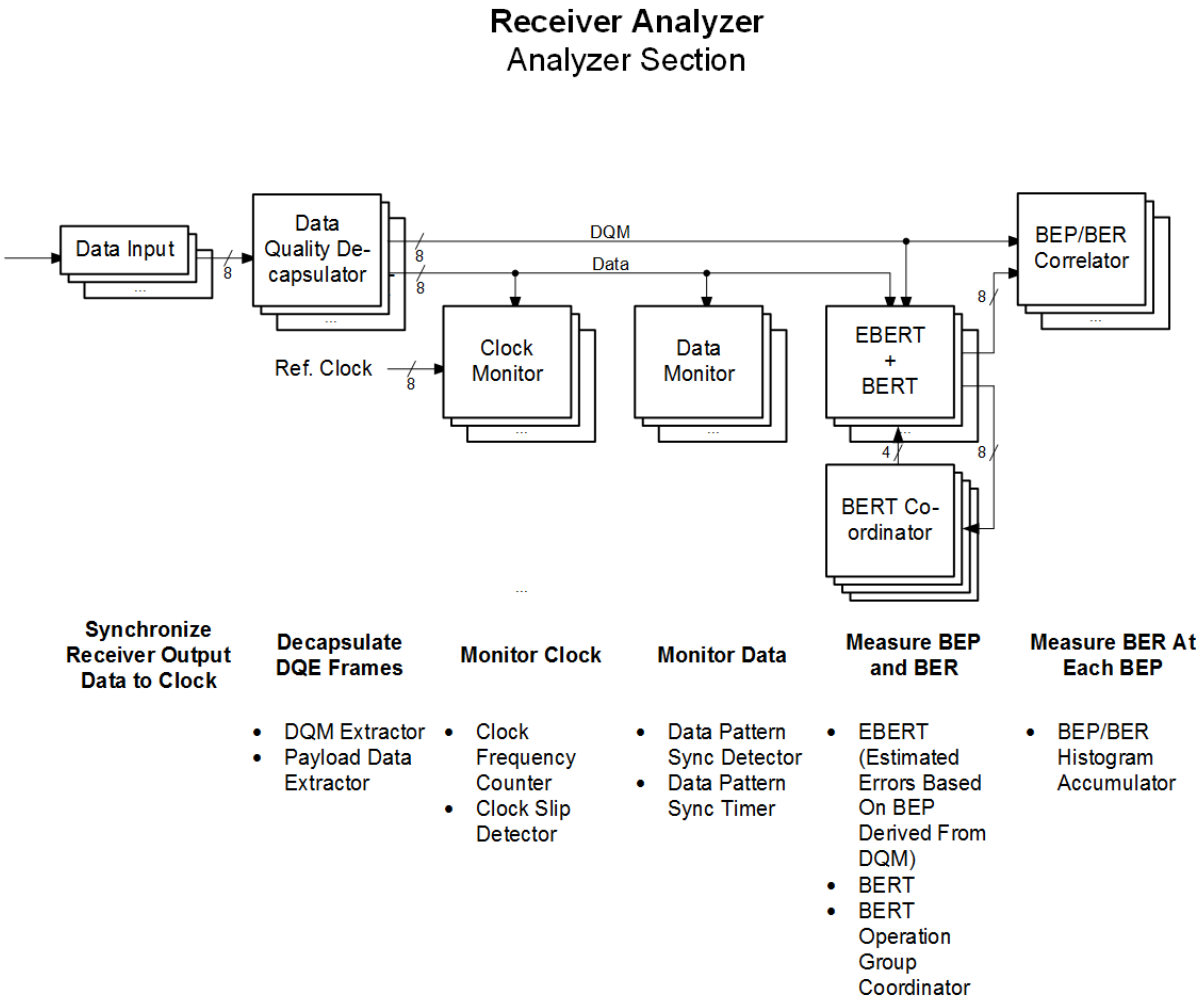 Receiver Analyzer
Analyzer Section
Data Input
...
8
Data
Quality De-
capsulator
...
8
DQM
8
Data
Ref. Clock
8
Clock
Monitor
...
Data
Monitor
...
EBERT
+
BERT
...
8
BEP/BER
Correlator
...
4
8
BERT Co-
ordinator
...
Synchronize
Receiver Output
Data to Clock
Decapsulate
DQE Frames
• DQM Extractor
• Payload Data
Extractor
Monitor Clock
• Clock
Frequency
Counter
• Clock Slip
Detector
Monitor Data
• Data Pattern
Sync Detector
• Data Pattern
Sync Timer
Measure BEP
and BER
• EBERT
(Estimated
Errors Based
On BEP
Derived From
DQM)
• BERT
• BERT
Operation
Group
Coordinator
Measure BER At
Each BEP
• BEP/BER
Histogram
Accumulator